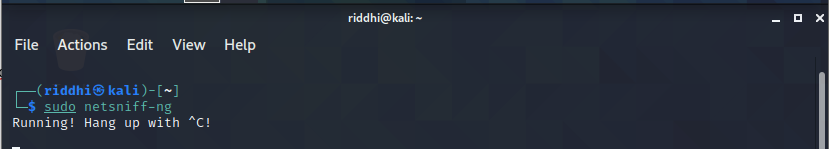 riddhi@kali: ~
File Actions Edit View Help
┌──(riddhi㉿kali)-[~]
└─$ sudo netsniff-ng
Running! Hang up with ^C!